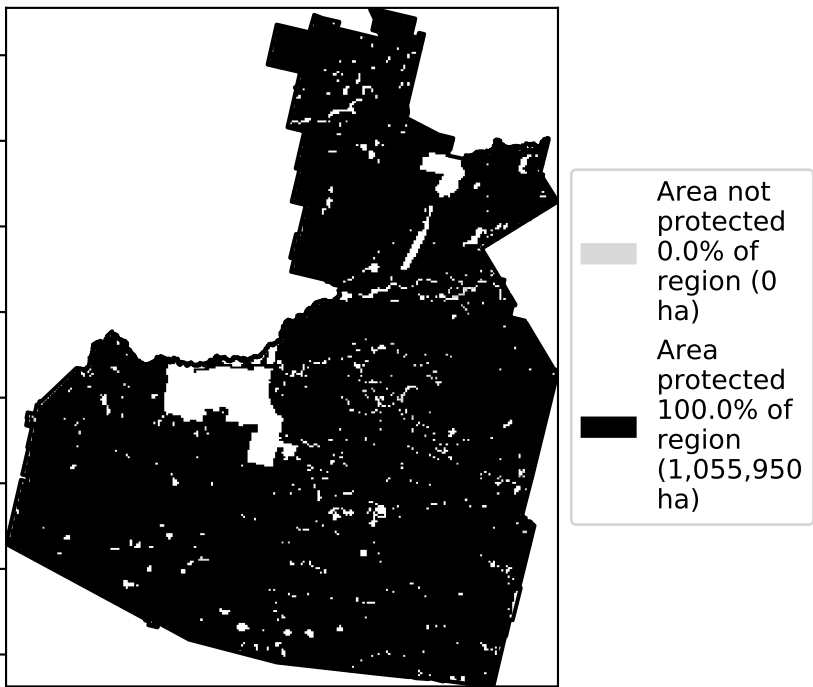 Area not
protected
0.0% of
region (0
ha)
Area
protected
100.0% of
region
(1,055,950
ha)